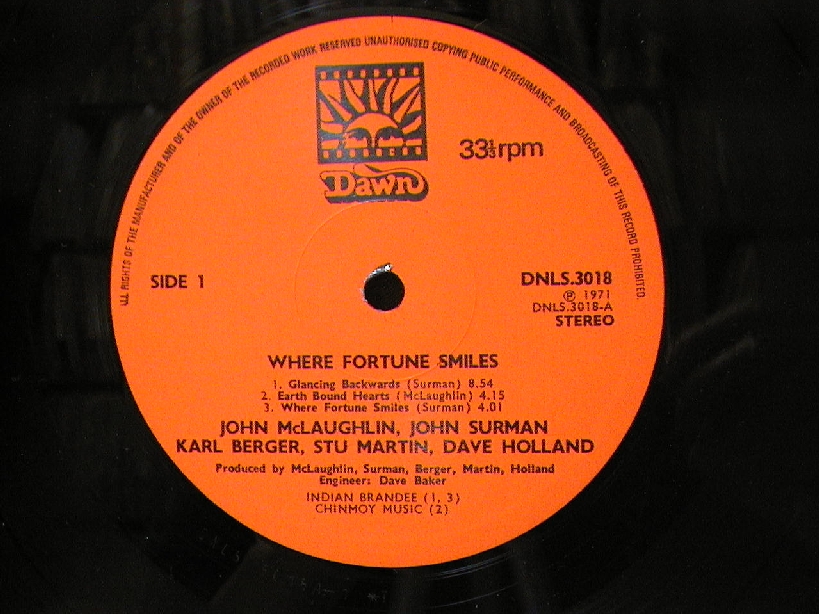 ALL RIGHTS OF THE MANUFACTURER AND OF THE OWNER OF THE RECORDED WORK RESERVED UNAUTHORISED COPYING PUBLIC PERFORMANCE AND BROADCASTING OF THIS RECORD PROHIBITED.
Dawn
33⅓rpm
SIDE 1
DNLS.3018
℗ 1971
DNLS.3018-A
STEREO
WHERE FORTUNE SMILES
1. Glancing Backwards (Surman) 8.54
2. Earth Bound Hearts (McLaughlin) 4.15
3. Where Fortune Smiles (Surman) 4.01
JOHN McLAUGHLIN, JOHN SURMAN
KARL BERGER, STU MARTIN, DAVE HOLLAND
Produced by McLaughlin, Surman, Berger, Martin, Holland
Engineer: Dave Baker
INDIAN BRANDEE (1, 3)
CHINMOY MUSIC (2)